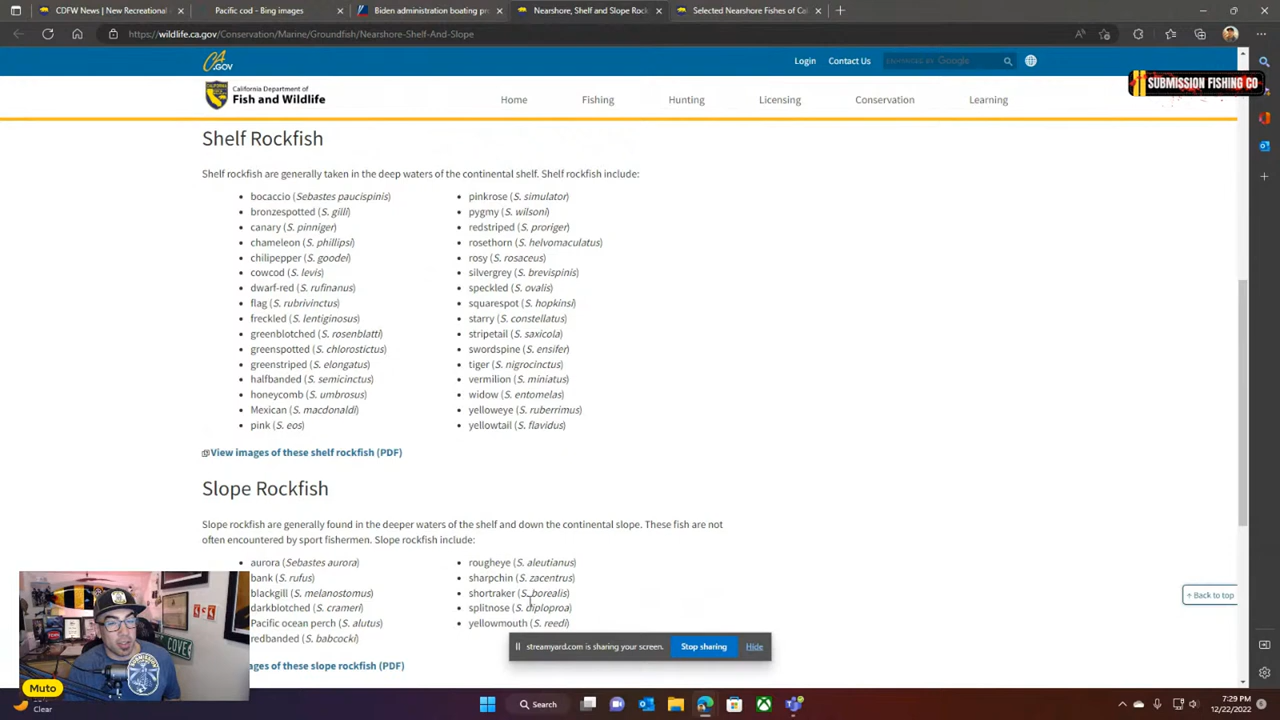 CDFW News | New Recreational
Pacific cod - Bing images
Biden administration boating pr
Nearshore, Shelf and Slope Rock
Selected Nearshore Fishes of Cal
https://wildlife.ca.gov/Conservation/Marine/Groundfish/Nearshore-Shelf-And-Slope
CA.GOV
Login
Contact Us
ENHANCED BY Google
SUBMISSION FISHING CO
California Department of
Fish and Wildlife
Home
Fishing
Hunting
Licensing
Conservation
Learning
Shelf Rockfish
Shelf rockfish are generally taken in the deep waters of the continental shelf. Shelf rockfish include:
bocaccio (Sebastes paucispinis)
bronzespotted (S. gilli)
canary (S. pinniger)
chameleon (S. phillipsi)
chilipepper (S. goodei)
cowcod (S. levis)
dwarf-red (S. rufinanus)
flag (S. rubrivinctus)
freckled (S. lentiginosus)
greenblotched (S. rosenblatti)
greenspotted (S. chlorostictus)
greenstriped (S. elongatus)
halfbanded (S. semicinctus)
honeycomb (S. umbrosus)
Mexican (S. macdonaldi)
pink (S. eos)
pinkrose (S. simulator)
pygmy (S. wilsoni)
redstriped (S. proriger)
rosethorn (S. helvomaculatus)
rosy (S. rosaceus)
silvergrey (S. brevispinis)
speckled (S. ovalis)
squarespot (S. hopkinsi)
starry (S. constellatus)
stripetail (S. saxicola)
swordspine (S. ensifer)
tiger (S. nigrocinctus)
vermilion (S. miniatus)
widow (S. entomelas)
yelloweye (S. ruberrimus)
yellowtail (S. flavidus)
View images of these shelf rockfish (PDF)
Slope Rockfish
Slope rockfish are generally found in the deeper waters of the shelf and down the continental slope. These fish are not
often encountered by sport fishermen. Slope rockfish include:
aurora (Sebastes aurora)
bank (S. rufus)
blackgill (S. melanostomus)
darkblotched (S. crameri)
Pacific ocean perch (S. alutus)
redbanded (S. babcocki)
rougheye (S. aleutianus)
sharpchin (S. zacentrus)
shortraker (S. borealis)
splitnose (S. diploproa)
yellowmouth (S. reedi)
ages of these slope rockfish (PDF)
Back to top
streamyard.com is sharing your screen.
Stop sharing
Hide
Muto
Search
7:29 PM
12/22/2022